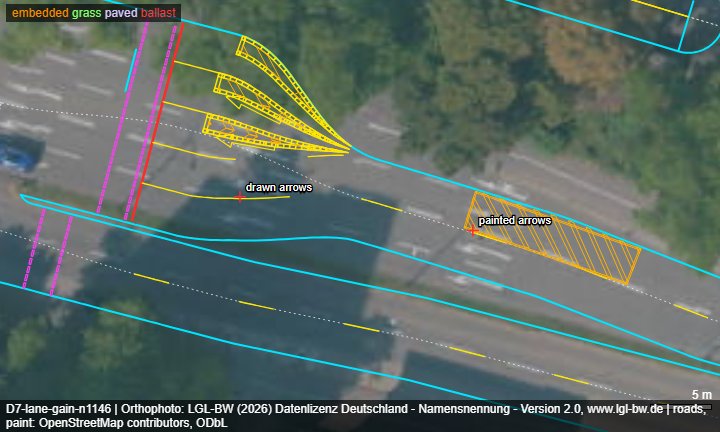 embedded grass paved ballast
drawn arrows
painted arrows
5 m
D7-lane-gain-n1146 | Orthophoto: LGL-BW (2026) Datenlizenz Deutschland - Namensnennung - Version 2.0, www.lgl-bw.de | roads,
paint: OpenStreetMap contributors, ODbL